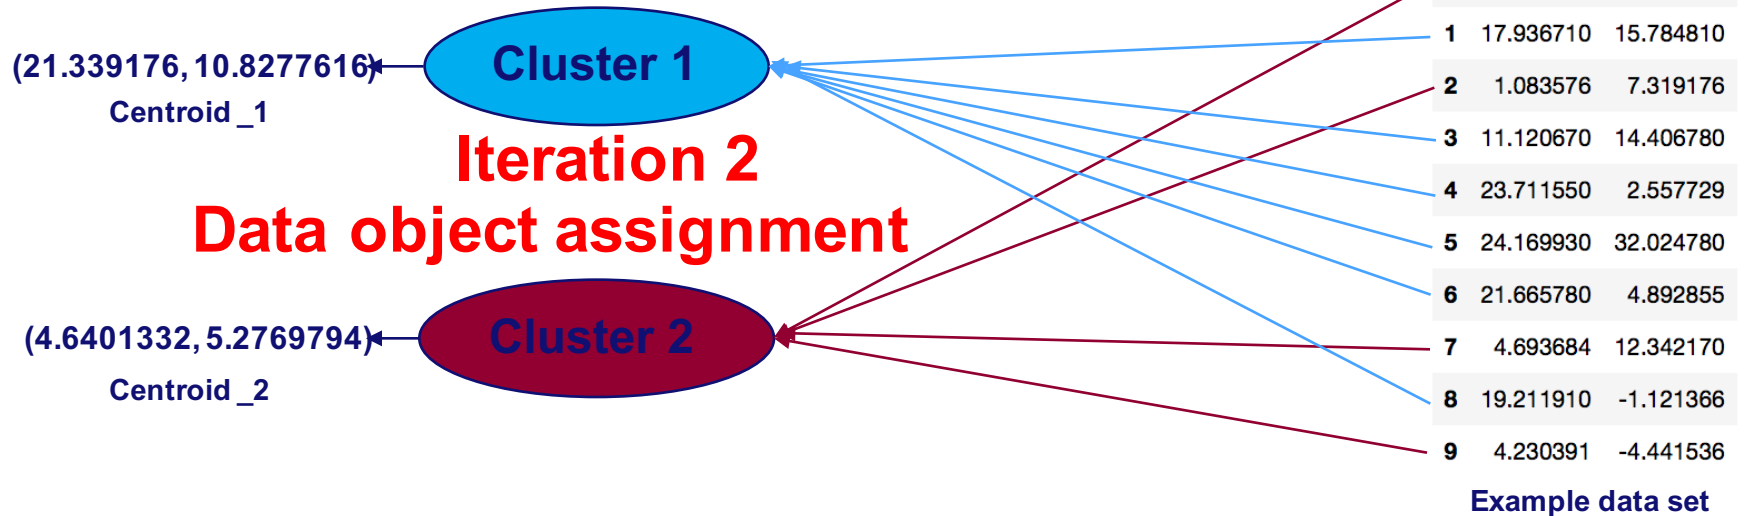 Cluster 1
(21.339176, 10.8277616)
Centroid _1
Iteration 2
Data object assignment
Cluster 2
(4.6401332, 5.2769794)
Centroid _2
1 17.936710 15.784810
2 1.083576 7.319176
3 11.120670 14.406780
4 23.711550 2.557729
5 24.169930 32.024780
6 21.665780 4.892855
7 4.693684 12.342170
8 19.211910 -1.121366
9 4.230391 -4.441536
Example data set